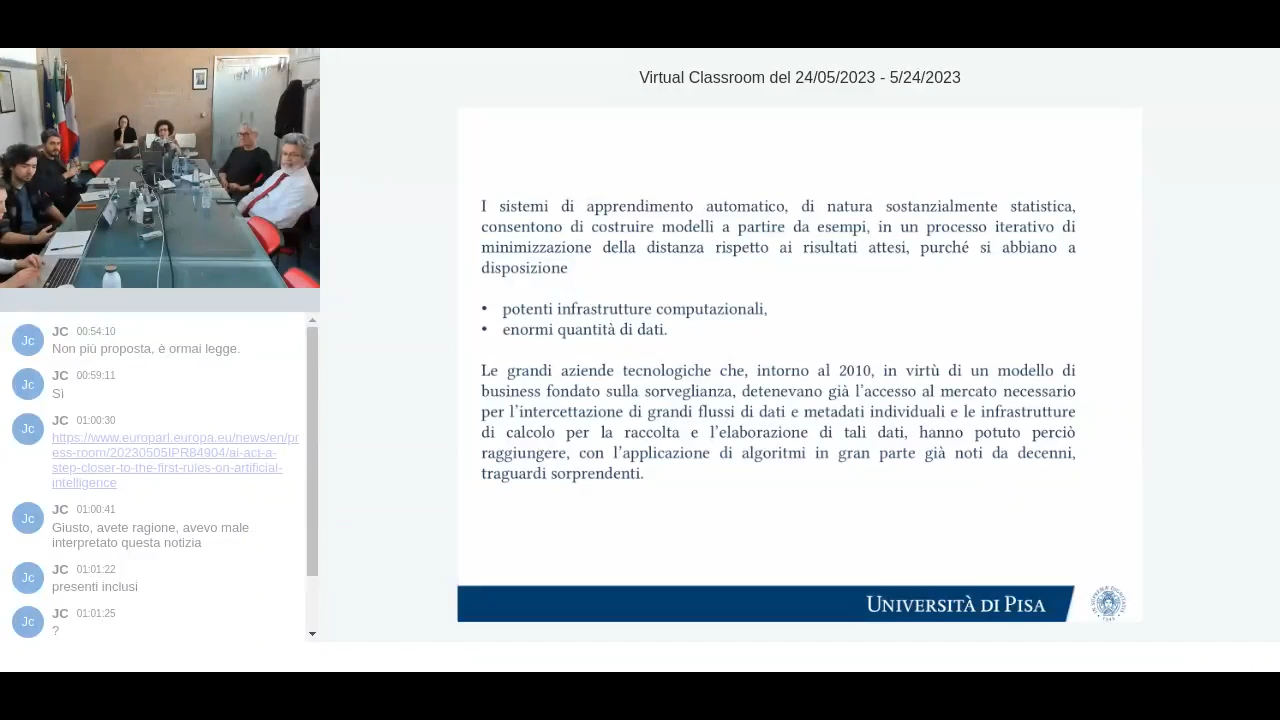 Virtual Classroom del 24/05/2023 - 5/24/2023
I sistemi di apprendimento automatico, di natura sostanzialmente statistica,
consentono di costruire modelli a partire da esempi, in un processo iterativo di
minimizzazione della distanza rispetto ai risultati attesi, purché si abbiano a
disposizione
• potenti infrastrutture computazionali,
• enormi quantità di dati.
Le grandi aziende tecnologiche che, intorno al 2010, in virtù di un modello di
business fondato sulla sorveglianza, detenevano già l’accesso al mercato necessario
per l’intercettazione di grandi flussi di dati e metadati individuali e le infrastrutture
di calcolo per la raccolta e l’elaborazione di tali dati, hanno potuto perciò
raggiungere, con l’applicazione di algoritmi in gran parte già noti da decenni,
traguardi sorprendenti.
UNIVERSITÀ DI PISA
Jc
JC 00:54:10
Non più proposta, è ormai legge.
Jc
JC 00:59:11
Sì
Jc
JC 01:00:30
https://www.europarl.europa.eu/news/en/pr
ess-room/20230505IPR84904/ai-act-a-
step-closer-to-the-first-rules-on-artificial-
intelligence
Jc
JC 01:00:41
Giusto, avete ragione, avevo male
interpretato questa notizia
Jc
JC 01:01:22
presenti inclusi
Jc
JC 01:01:25
?